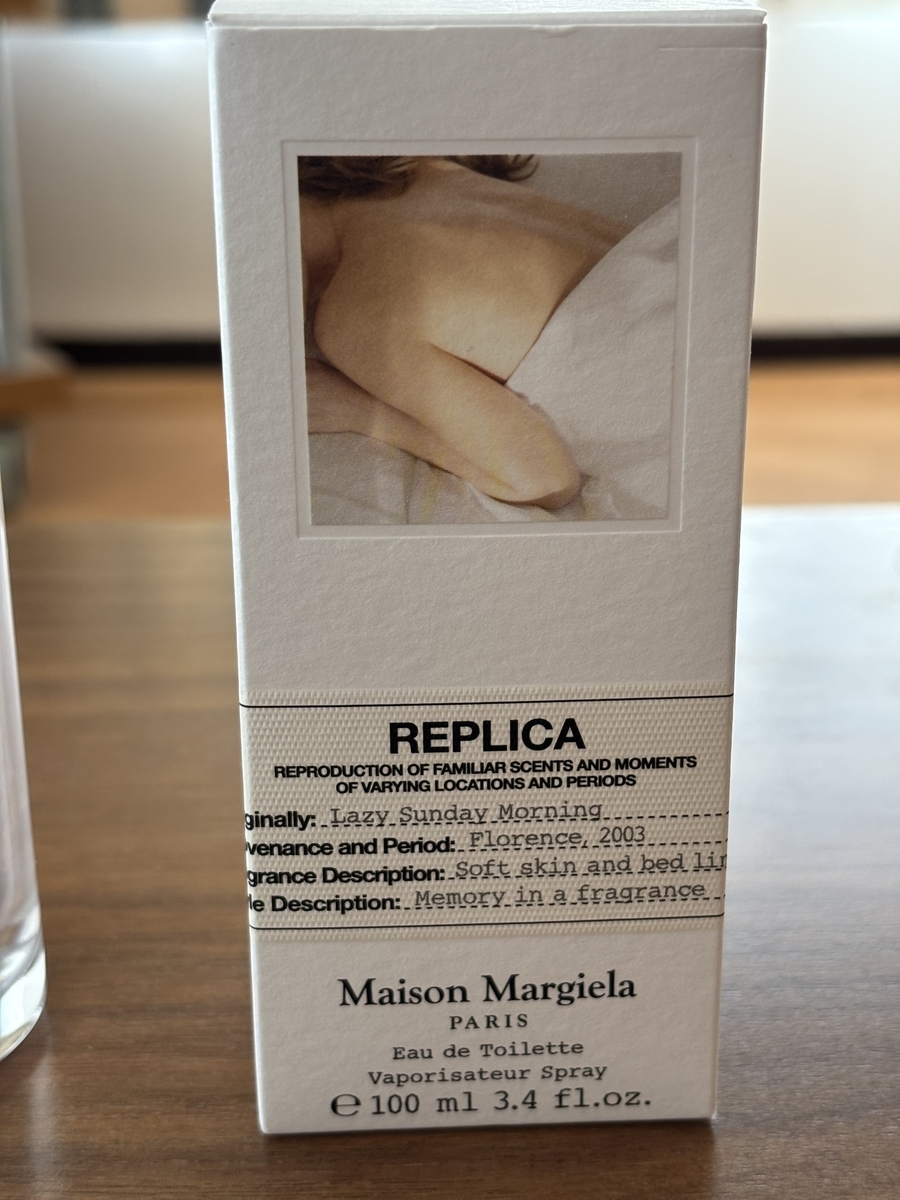 REPLICA
REPRODUCTION OF FAMILIAR SCENTS AND MOMENTS
OF VARYING LOCATIONS AND PERIODS
ginally: Lazy Sunday Morning
venance and Period: Florence, 2003
grance Description: Soft skin and bed lin
le Description: Memory in a fragrance
Maison Margiela
PARIS
Eau de Toilette
Vaporisateur Spray
℮ 100 ml 3.4 fl.oz.